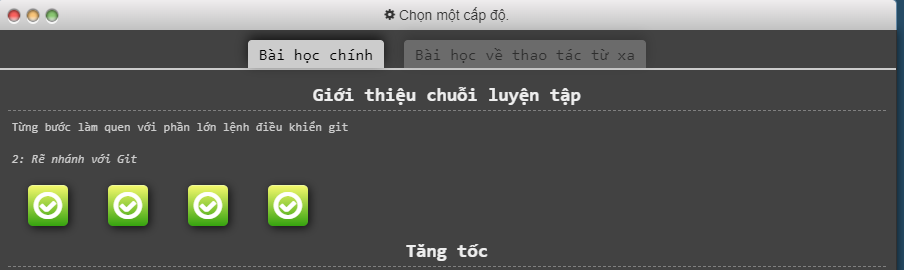 Chọn một cấp độ.
Bài học chính
Bài học về thao tác từ xa
Giới thiệu chuỗi luyện tập
Từng bước làm quen với phần lớn lệnh điều khiển git
2: Rẽ nhánh với Git
Tăng tốc